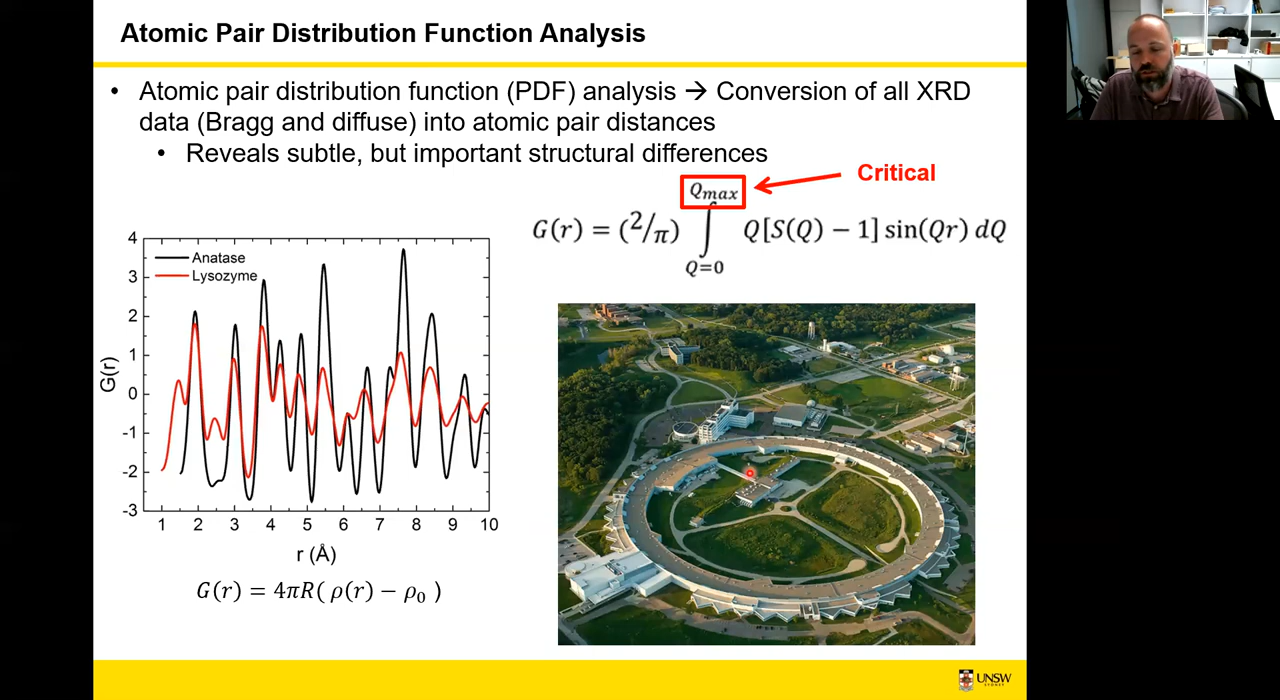 Atomic Pair Distribution Function Analysis
• Atomic pair distribution function (PDF) analysis → Conversion of all XRD
data (Bragg and diffuse) into atomic pair distances
• Reveals subtle, but important structural differences
Critical
Qmax
G(r) = (2/π) ∫ Q[S(Q) − 1] sin(Qr) dQ
Q=0
4
3
2
1
0
-1
-2
-3
G(r)
Anatase
Lysozyme
1 2 3 4 5 6 7 8 9 10
r (Å)
G(r) = 4πR( ρ(r) − ρ0 )
UNSW
SYDNEY